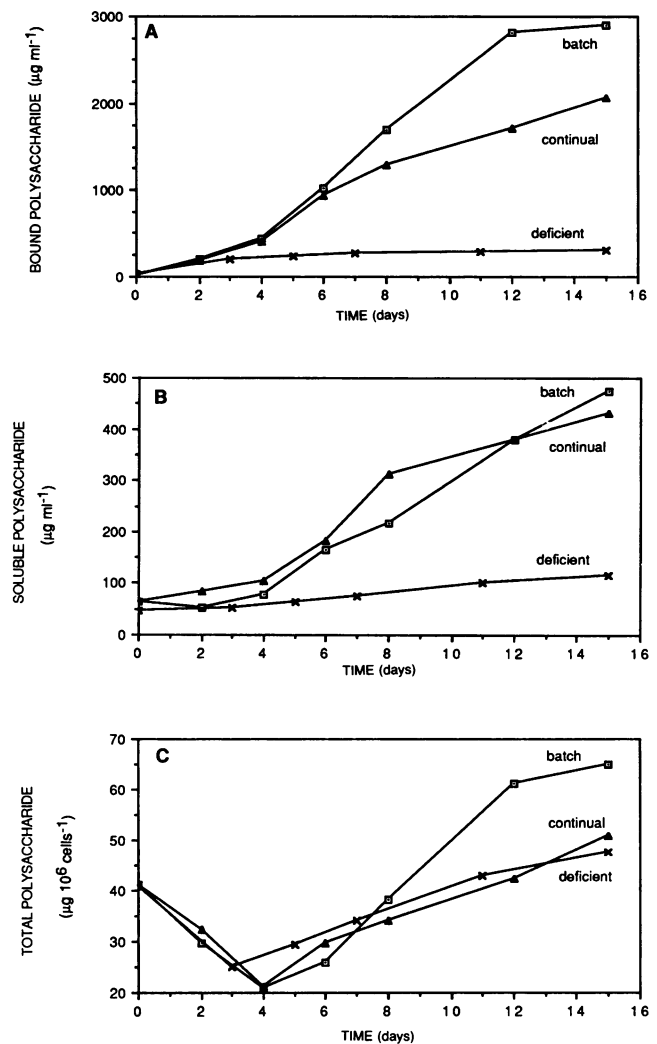 A
BOUND POLYSACCHARIDE (µg ml-1)
3000
2000
1000
0
batch
continual
deficient
0 2 4 6 8 10 12 14 16
TIME (days)
B
SOLUBLE POLYSACCHARIDE
(µg ml-1)
500
400
300
200
100
0
batch
continual
deficient
0 2 4 6 8 10 12 14 16
TIME (days)
C
TOTAL POLYSACCHARIDE
(µg 10^6 cells-1)
70
60
50
40
30
20
batch
continual
deficient
0 2 4 6 8 10 12 14 16
TIME (days)